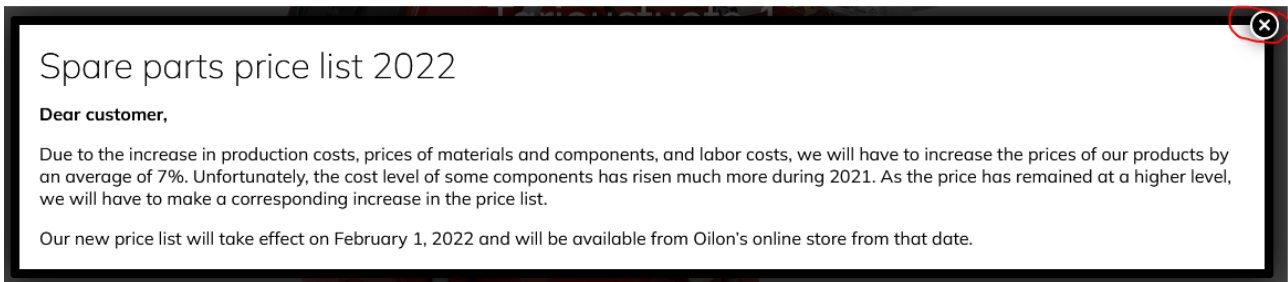 Spare parts price list 2022
Dear customer,
Due to the increase in production costs, prices of materials and components, and labor costs, we will have to increase the prices of our products by
an average of 7%. Unfortunately, the cost level of some components has risen much more during 2021. As the price has remained at a higher level,
we will have to make a corresponding increase in the price list.
Our new price list will take effect on February 1, 2022 and will be available from Oilon’s online store from that date.